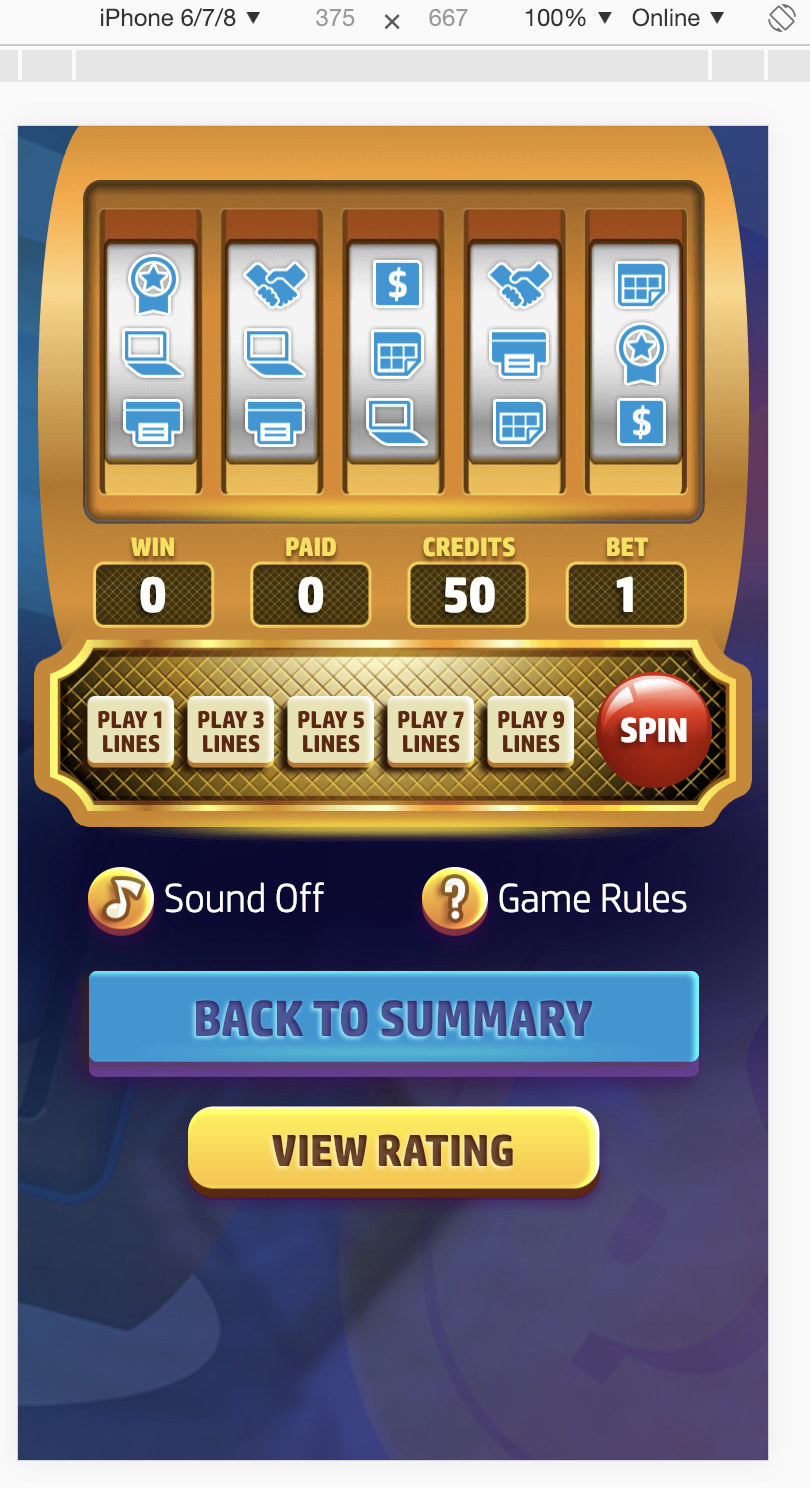 iPhone 6/7/8 ▼ 375 × 667 100% ▼ Online ▼
$
$
WIN PAID CREDITS BET
0 0 50 1
PLAY 1 LINES
PLAY 3 LINES
PLAY 5 LINES
PLAY 7 LINES
PLAY 9 LINES
SPIN
Sound Off ? Game Rules
BACK TO SUMMARY
VIEW RATING